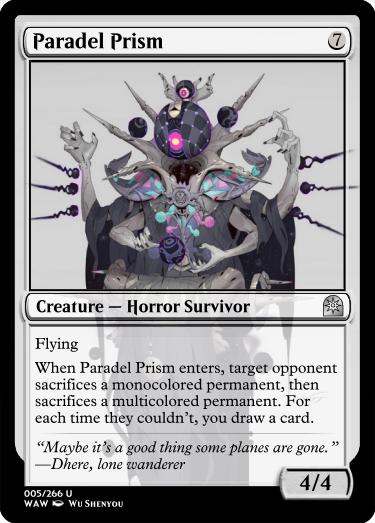 Paradel Prism
7
Creature — Horror Survivor
Flying
When Paradel Prism enters, target opponent
sacrifices a monocolored permanent, then
sacrifices a multicolored permanent. For
each time they couldn't, you draw a card.
“Maybe it's a good thing some planes are gone.”
—Dhere, lone wanderer
4/4
005/266 U
WAW Wu Shenyou